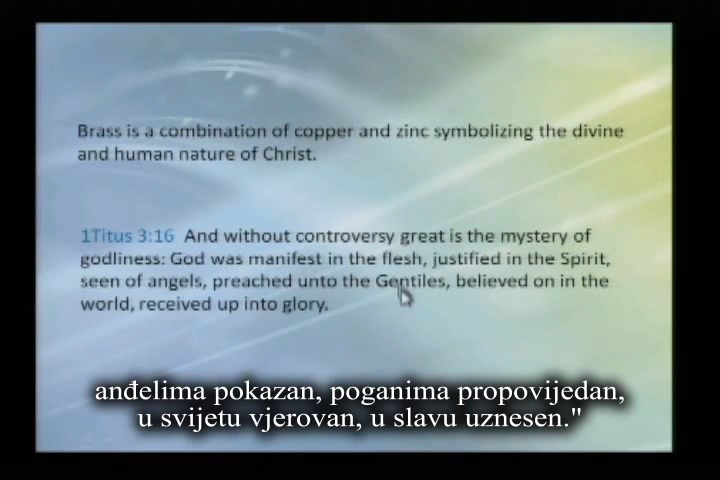 Brass is a combination of copper and zinc symbolizing the divine
and human nature of Christ.
1Titus 3:16 And without controversy great is the mystery of
godliness: God was manifest in the flesh, justified in the Spirit,
seen of angels, preached unto the Gentiles, believed on in the
world, received up into glory.
anđelima pokazan, poganima propovijedan,
u svijetu vjerovan, u slavu uznesen."